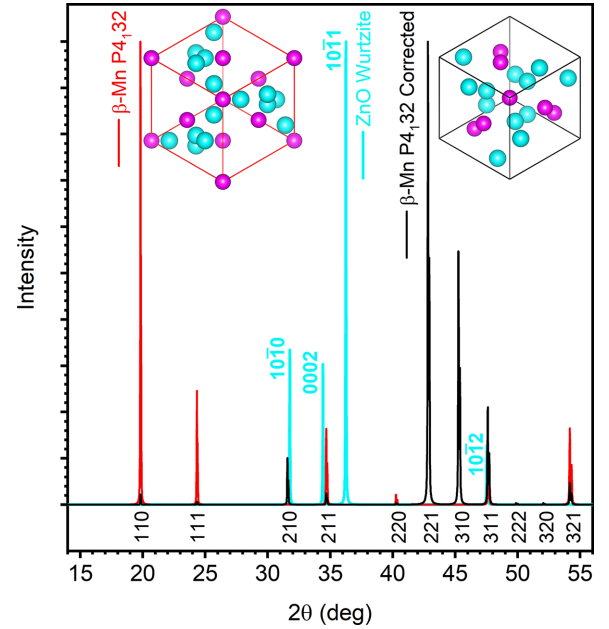 β-Mn P4₁32
101̅1
ZnO Wurtzite
β-Mn P4₁32 Corrected
Intensity
101̅0
0002
101̅2
110
111
210
211
220
221
310
311
222
320
321
15 20 25 30 35 40 45 50 55
2θ (deg)